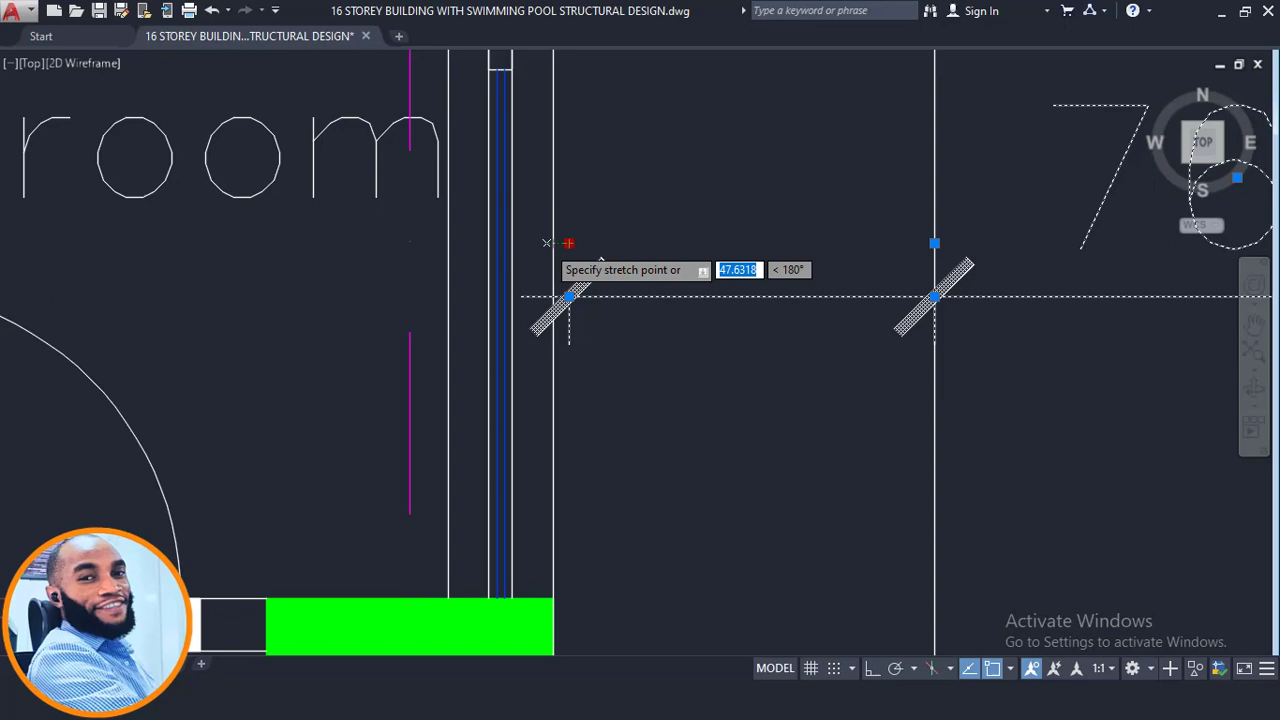 16 STOREY BUILDING WITH SWIMMING POOL STRUCTURAL DESIGN.dwg
Type a keyword or phrase
Sign In
Start
16 STOREY BUILDIN...TRUCTURAL DESIGN*
[−][Top][2D Wireframe]
N
W
TOP
E
S
WCS
room
78
Specify stretch point or
47.6318
< 180°
Activate Windows
Go to Settings to activate Windows.
MODEL
1:1